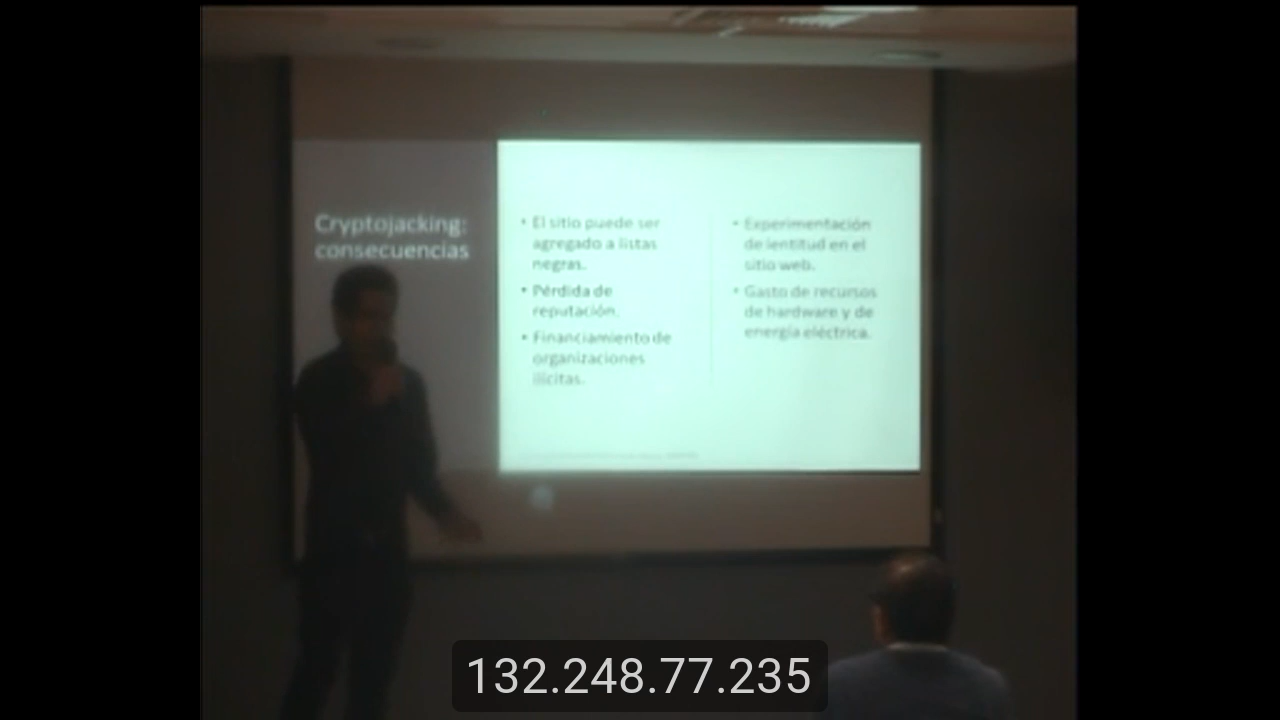 Cryptojacking:
consecuencias
• El sitio puede ser
agregado a listas
negras.
• Pérdida de
reputación.
• Financiamiento de
organizaciones
ilícitas.
• Experimentación
de lentitud en el
sitio web.
• Gasto de recursos
de hardware y de
energía eléctrica.
132.248.77.235